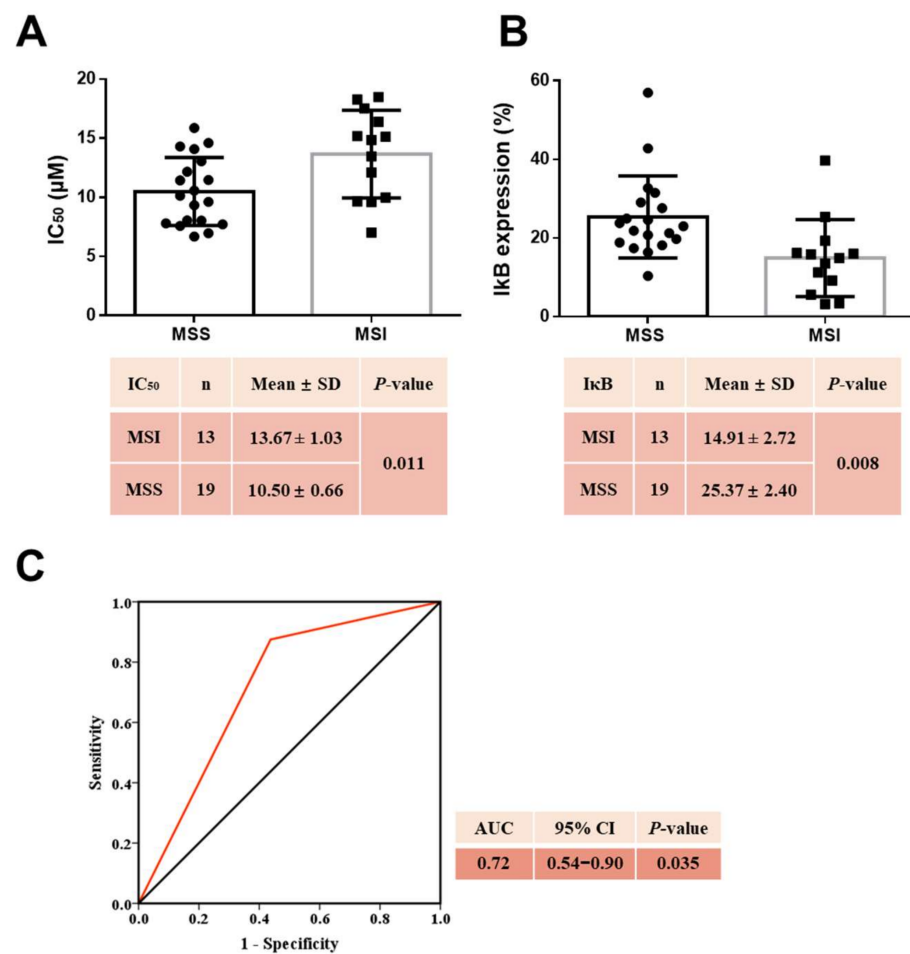 A
20
15
10
5
0
IC₅₀ (µM)
MSS
MSI
IC₅₀ n Mean ± SD P-value
MSI 13 13.67 ± 1.03
0.011
MSS 19 10.50 ± 0.66
B
60
40
20
0
IkB expression (%)
MSS
MSI
IκB n Mean ± SD P-value
MSI 13 14.91 ± 2.72
0.008
MSS 19 25.37 ± 2.40
C
1.0
0.8
0.6
0.4
0.2
0.0
Sensitivity
0.0 0.2 0.4 0.6 0.8 1.0
1 - Specificity
AUC 95% CI P-value
0.72 0.54−0.90 0.035